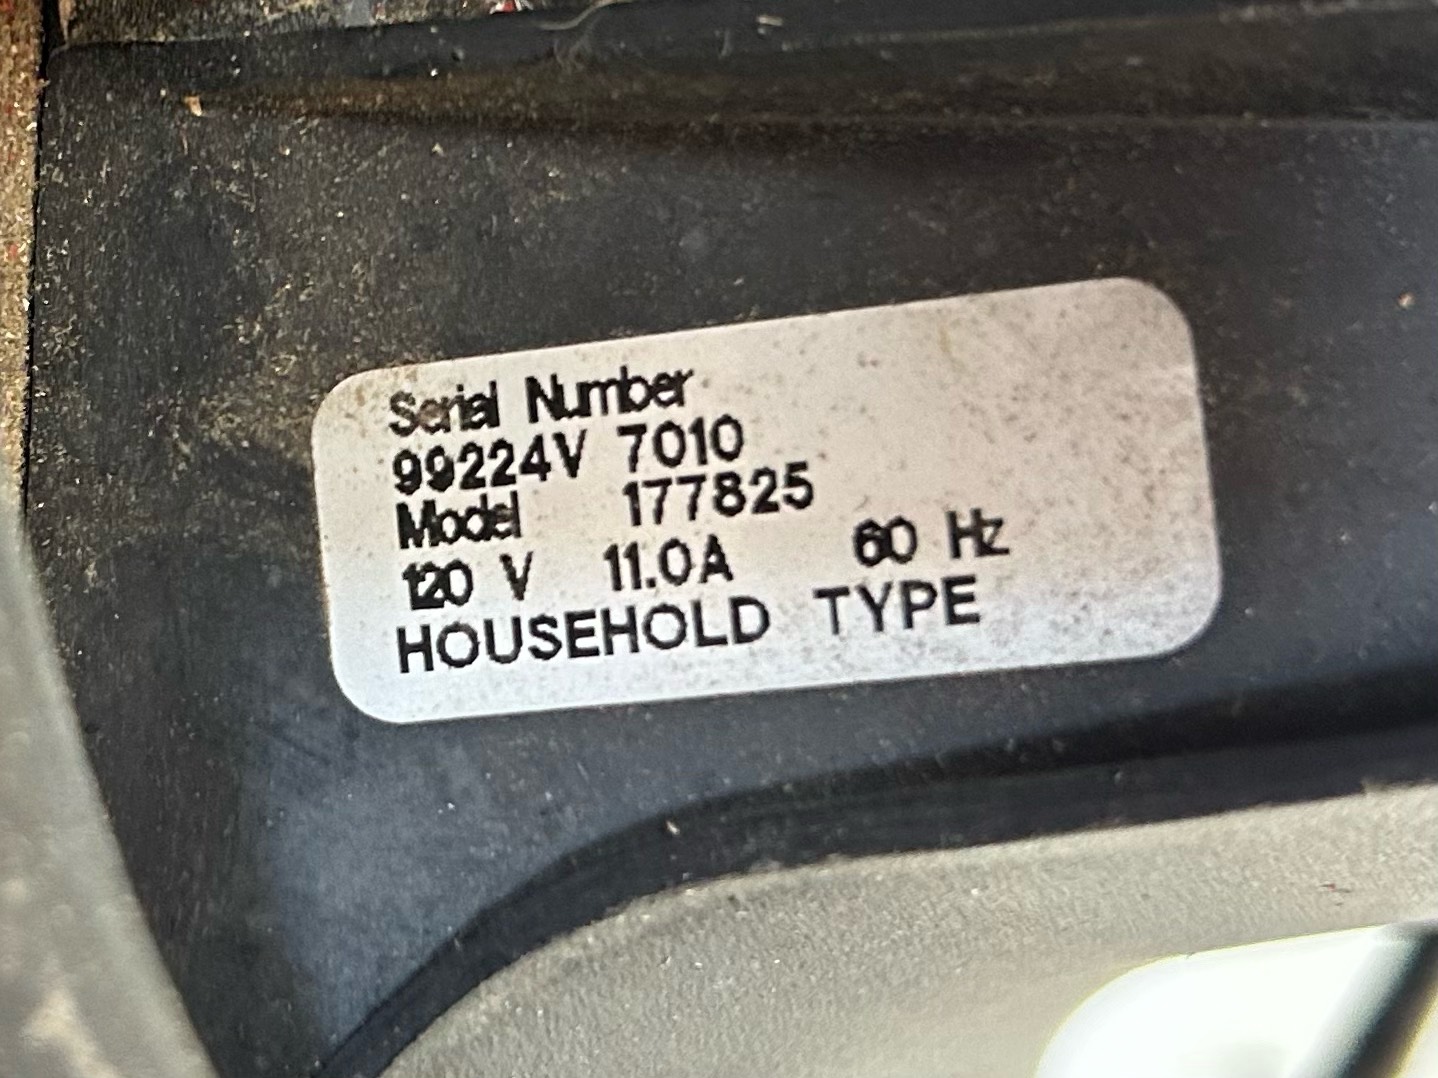 Serial Number
99224V 7010
Model 177825
120 V 11.0A 60 Hz
HOUSEHOLD TYPE